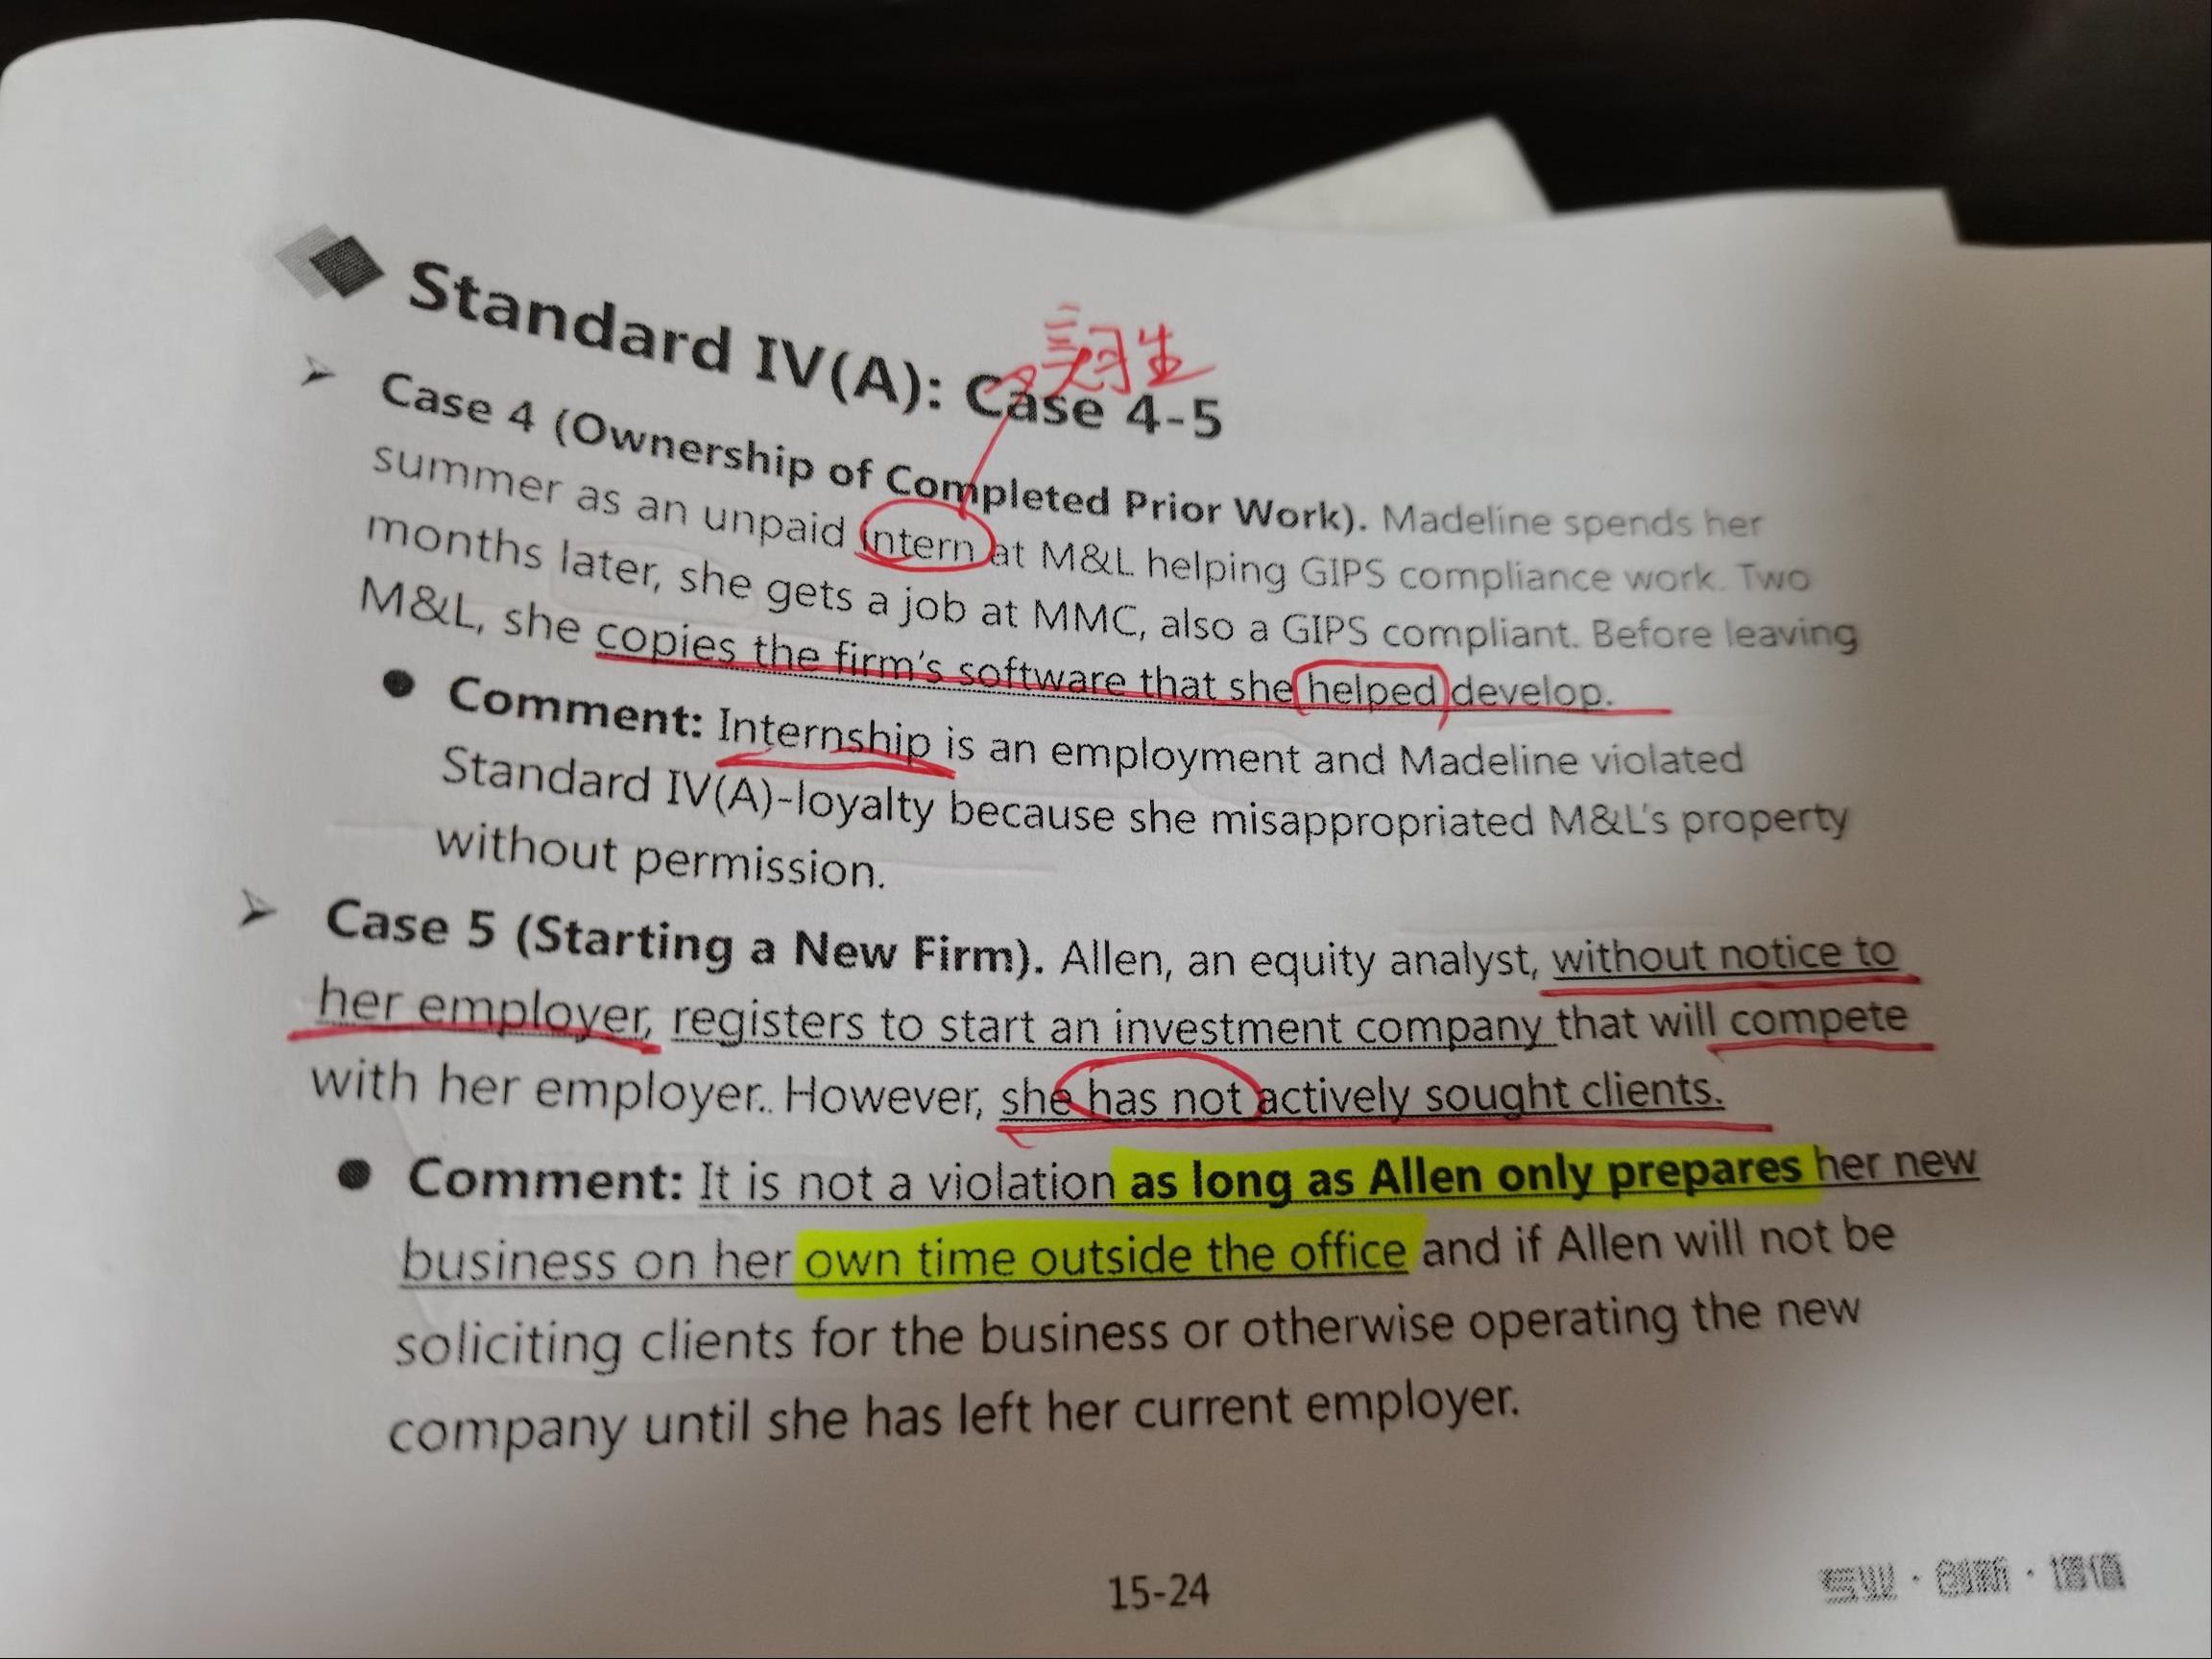 Standard IV(A): Case 4-5
Case 4 (Ownership of Completed Prior Work). Madeline spends her
summer as an unpaid intern at M&L helping GIPS compliance work. Two
months later, she gets a job at MMC, also a GIPS compliant. Before leaving
M&L, she copies the firm's software that she helped develop.
Comment: Internship is an employment and Madeline violated
Standard IV(A)-loyalty because she misappropriated M&L's property
without permission.
Case 5 (Starting a New Firm). Allen, an equity analyst, without notice to
her employer, registers to start an investment company that will compete
with her employer.. However, she has not actively sought clients.
Comment: It is not a violation as long as Allen only prepares her new
business on her own time outside the office and if Allen will not be
soliciting clients for the business or otherwise operating the new
company until she has left her current employer.
15-24
专业 · 创新 · 增值